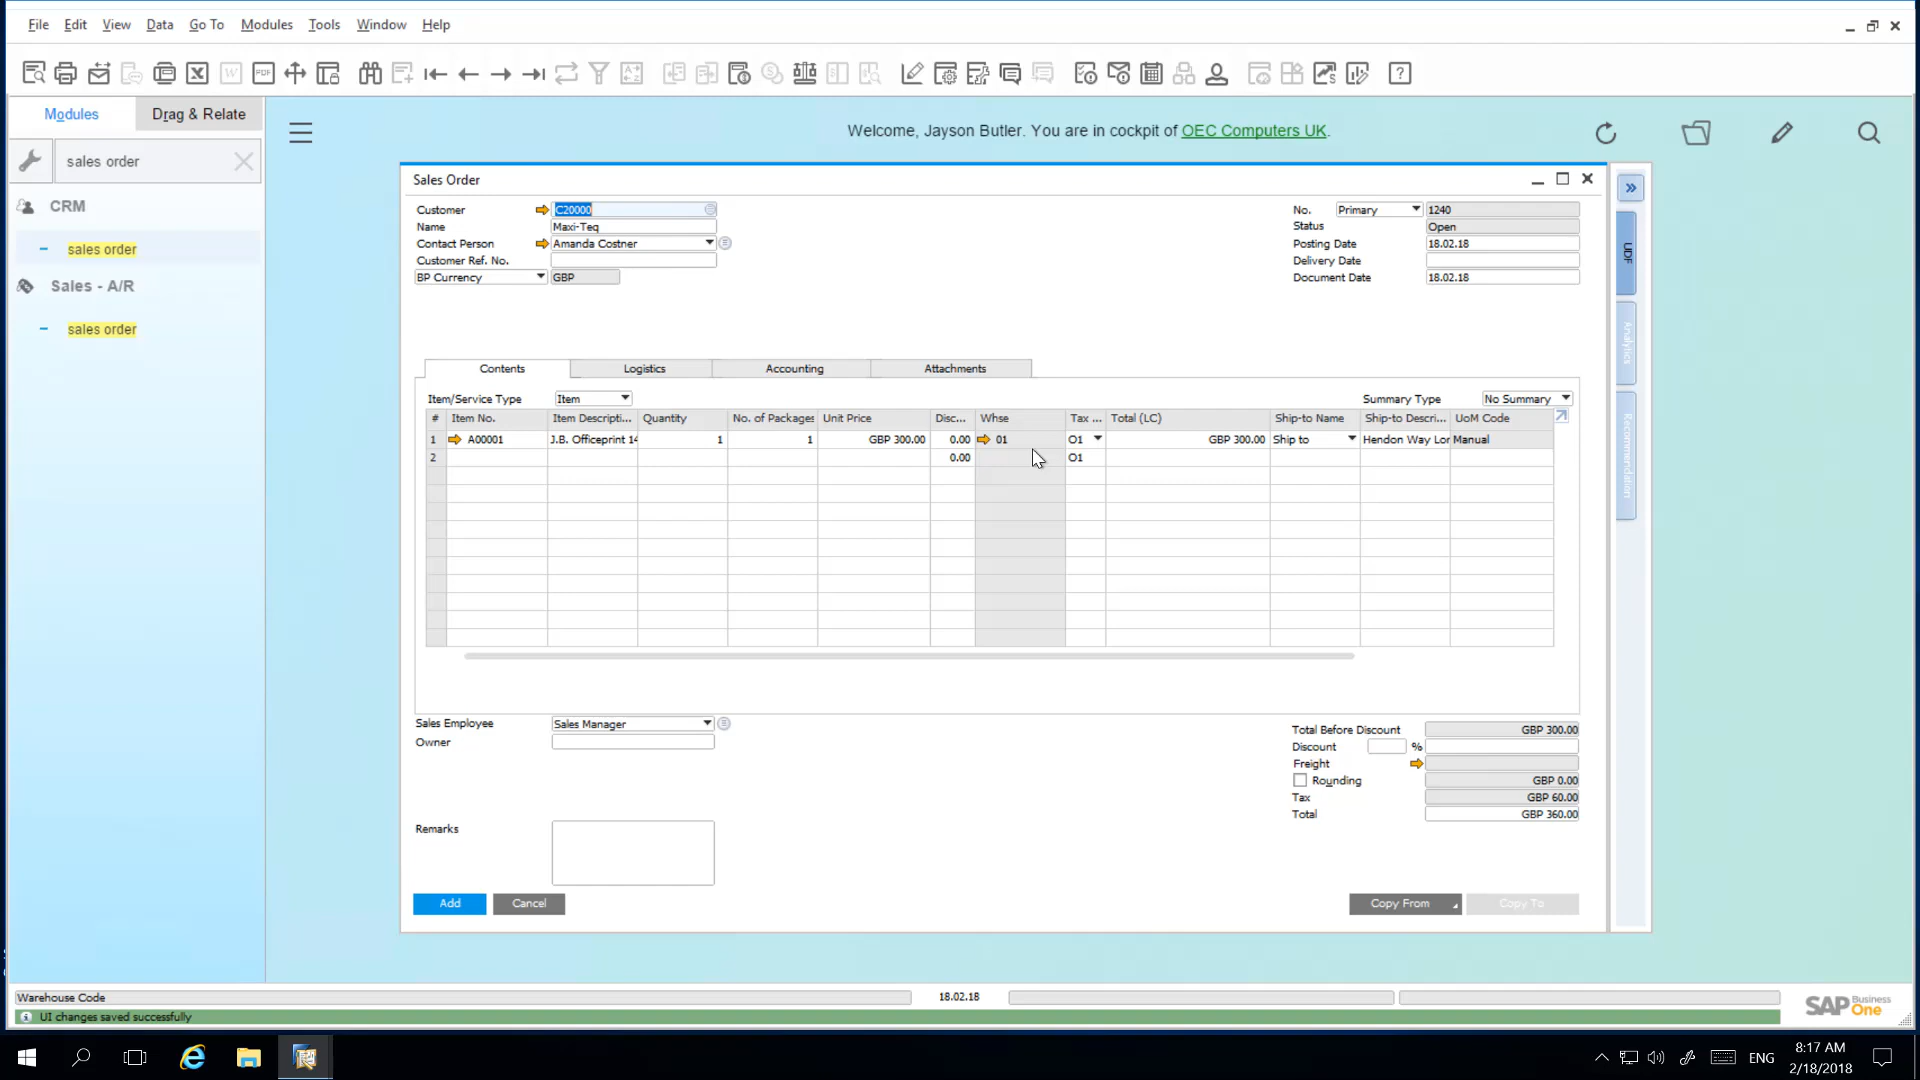 File Edit View Data Go To Modules Tools Window Help
Modules Drag & Relate
sales order
Welcome, Jayson Butler. You are in cockpit of OEC Computers UK.
CRM
sales order
Sales - A/R
sales order
Sales Order
Customer C20000
Name Maxi-Teq
Contact Person Amanda Costner
Customer Ref. No.
BP Currency GBP
No. Primary 1240
Status Open
Posting Date 18.02.18
Delivery Date
Document Date 18.02.18
UDF
Analytics
Recommendation
Contents Logistics Accounting Attachments
Item/Service Type Item Summary Type No Summary
# Item No. Item Descripti... Quantity No. of Packages Unit Price Disc... Whse Tax ... Total (LC) Ship-to Name Ship-to Descri... UoM Code
1 A00001 J.B. Officeprint 14 1 1 GBP 300.00 0.00 01 O1 GBP 300.00 Ship to Hendon Way Lon Manual
2 0.00 O1
Sales Employee Sales Manager
Owner
Total Before Discount GBP 300.00
Discount %
Freight
Rounding GBP 0.00
Tax GBP 60.00
Total GBP 360.00
Remarks
Add Cancel Copy From Copy To
Warehouse Code 18.02.18
UI changes saved successfully
SAP Business One
ENG 8:17 AM
2/18/2018